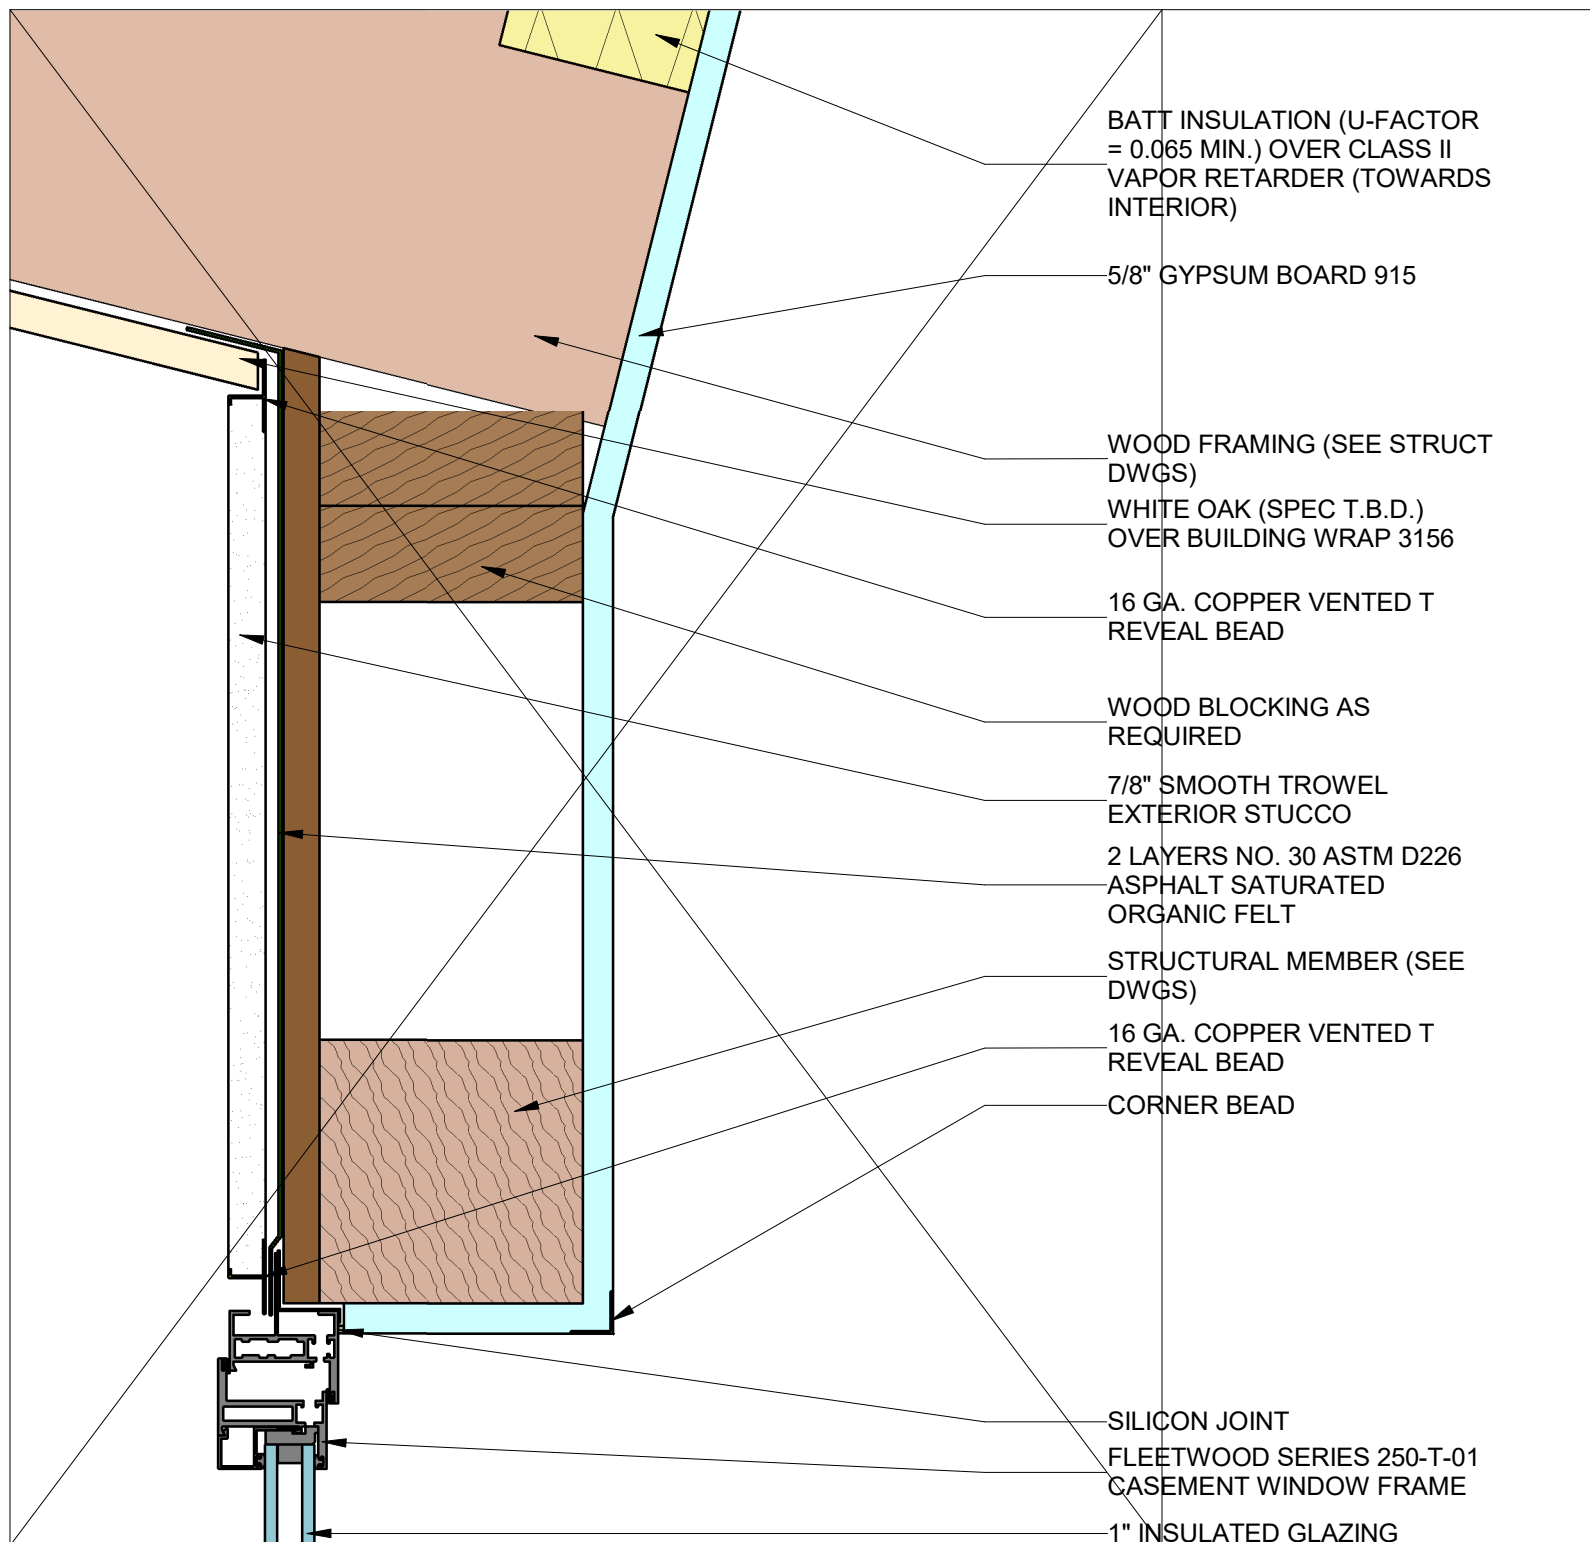 BATT INSULATION (U-FACTOR
= 0.065 MIN.) OVER CLASS II
VAPOR RETARDER (TOWARDS
INTERIOR)
5/8" GYPSUM BOARD 915
WOOD FRAMING (SEE STRUCT
DWGS)
WHITE OAK (SPEC T.B.D.)
OVER BUILDING WRAP 3156
16 GA. COPPER VENTED T
REVEAL BEAD
WOOD BLOCKING AS
REQUIRED
7/8" SMOOTH TROWEL
EXTERIOR STUCCO
2 LAYERS NO. 30 ASTM D226
ASPHALT SATURATED
ORGANIC FELT
STRUCTURAL MEMBER (SEE
DWGS)
16 GA. COPPER VENTED T
REVEAL BEAD
CORNER BEAD
SILICON JOINT
FLEETWOOD SERIES 250-T-01
CASEMENT WINDOW FRAME
1" INSULATED GLAZING